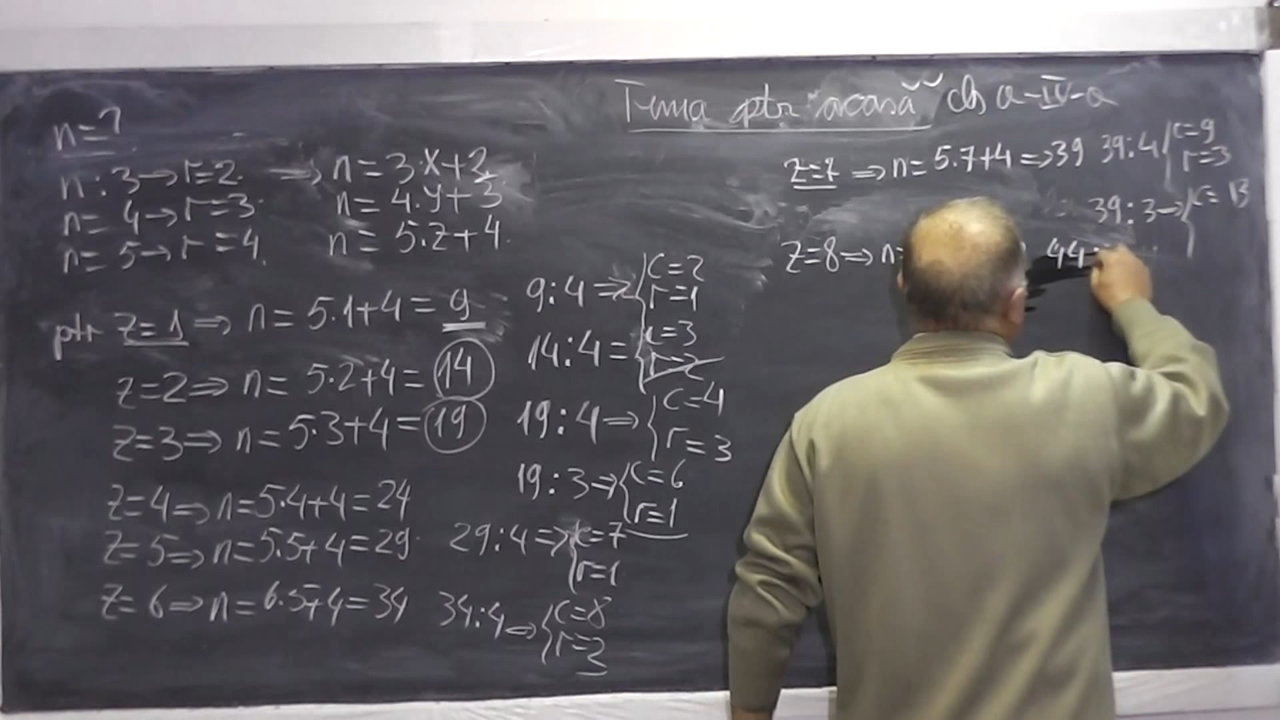 Tema ptr "acasă" cls a-IV-a
n=?
n:3→r=2. ⇒ n=3·x+2
n= 4→r=3. n=4.y+3
n= 5→r=4. n=5.z+4.
ptr z=1 ⇒ n= 5.1+4= 9
z=2⇒ n= 5.2+4= 14
z=3⇒ n=5.3+4= 19
z=4⇒ n=5.4+4=24
z=5⇒ n=5.5+4=29.
z=6⇒ n=6.5+4=34
9:4⇒ { c=2
r=1
14:4= { c=3
r=2
19:4⇒ { c=4
r=3
19:3⇒ { c=6
r=1
29:4⇒ { c=7
r=1
34:4⇒ { c=8
r=2
z=7 ⇒n= 5.7+4⇒39 39:4 { c=9
r=3
39:3→ { c=13
z=8⇒ n= 44: